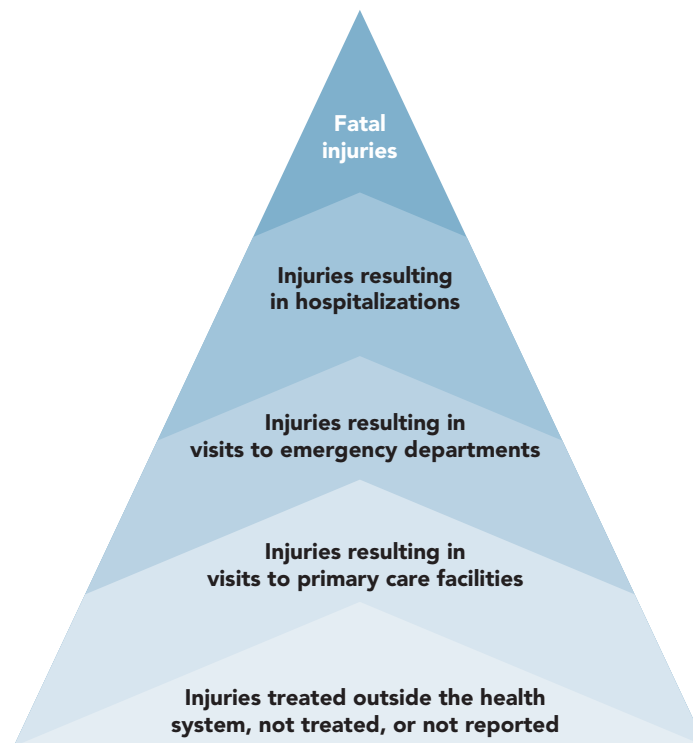 Fatal
injuries
Injuries resulting
in hospitalizations
Injuries resulting in
visits to emergency departments
Injuries resulting in
visits to primary care facilities
Injuries treated outside the health
system, not treated, or not reported